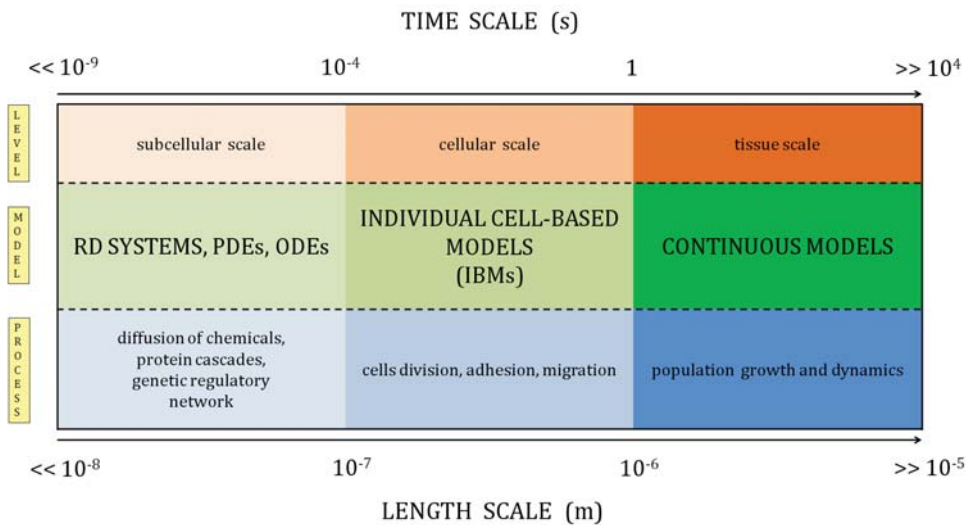 TIME SCALE (s)
<< 10⁻⁹ 10⁻⁴ 1 >> 10⁴
LEVEL
subcellular scale
cellular scale
tissue scale
MODEL
RD SYSTEMS, PDEs, ODEs
INDIVIDUAL CELL-BASED
MODELS
(IBMs)
CONTINUOUS MODELS
PROCESS
diffusion of chemicals,
protein cascades,
genetic regulatory
network
cells division, adhesion, migration
population growth and dynamics
<< 10⁻⁸ 10⁻⁷ 10⁻⁶ >> 10⁻⁵
LENGTH SCALE (m)